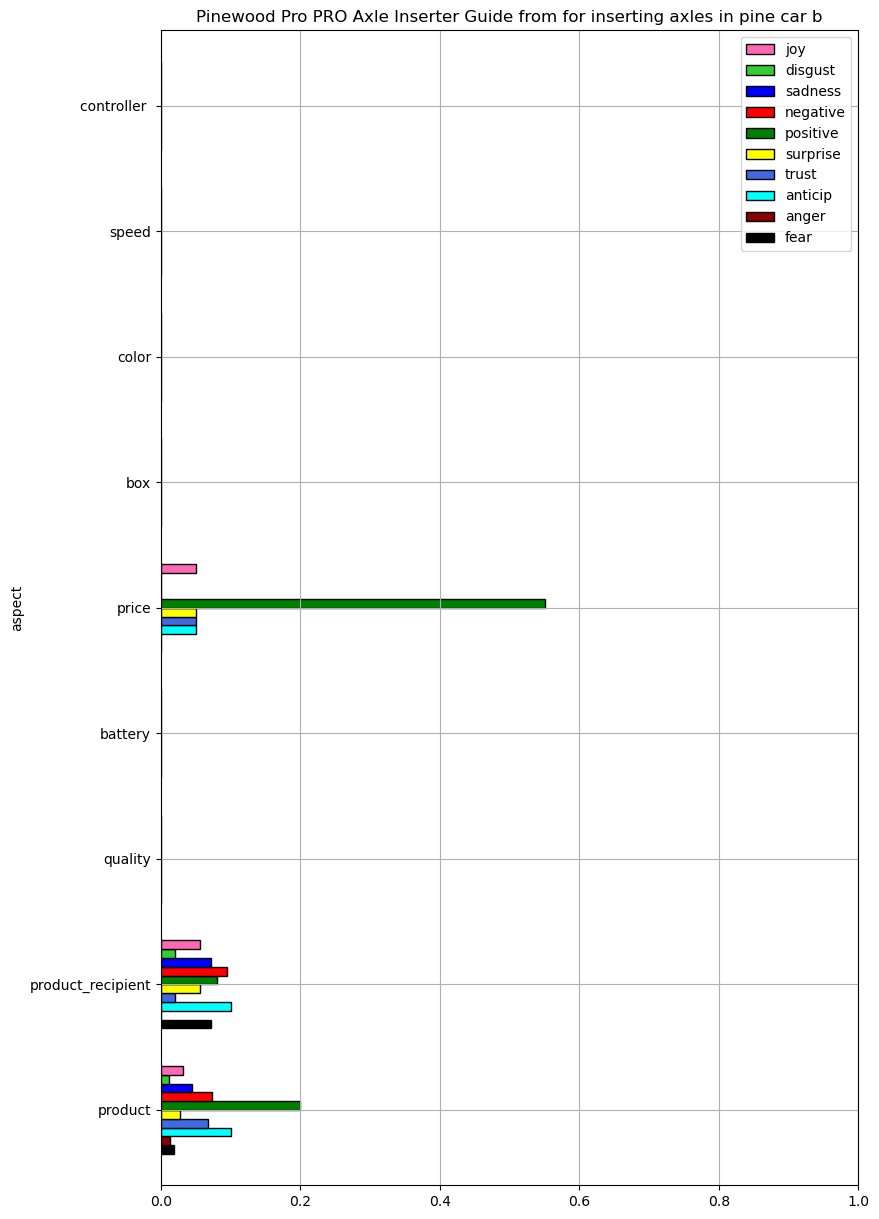 Pinewood Pro PRO Axle Inserter Guide from for inserting axles in pine car b
joy
disgust
sadness
negative
positive
surprise
trust
anticip
anger
fear
aspect
controller
speed
color
box
price
battery
quality
product_recipient
product
0.0 0.2 0.4 0.6 0.8 1.0